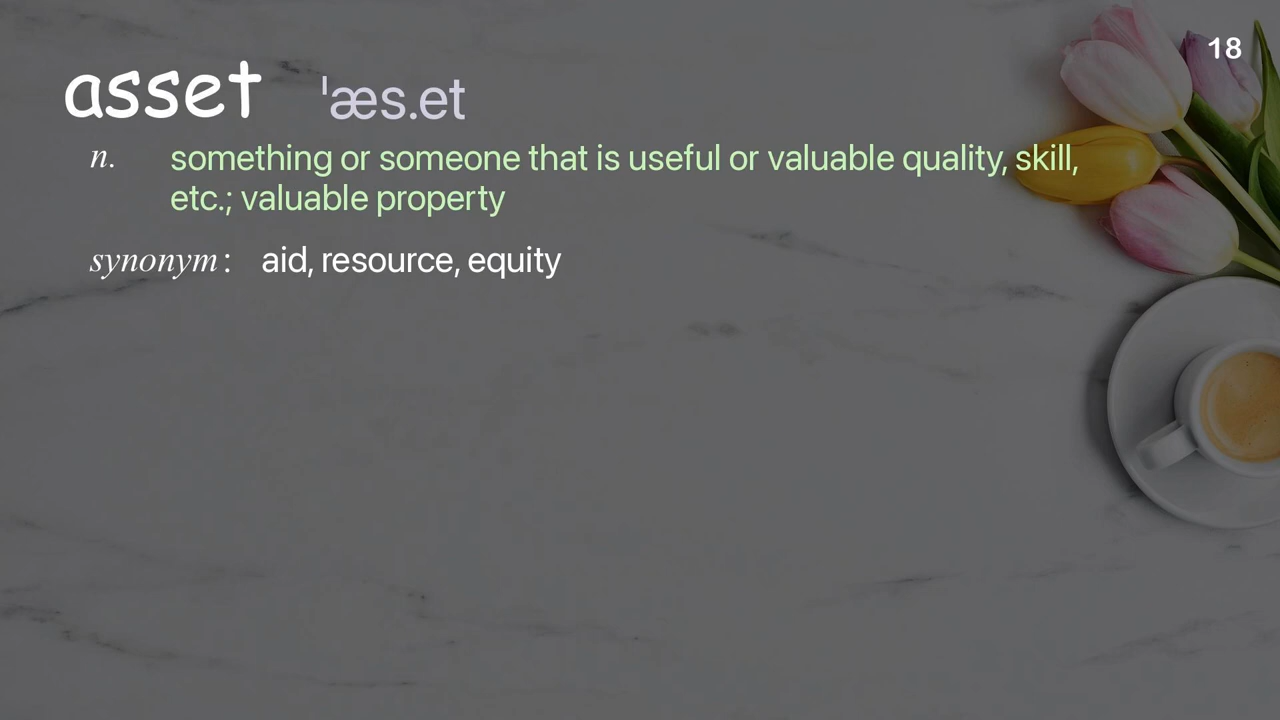 18
asset ˈæs.et
n. something or someone that is useful or valuable quality, skill,
etc.; valuable property
synonym : aid, resource, equity